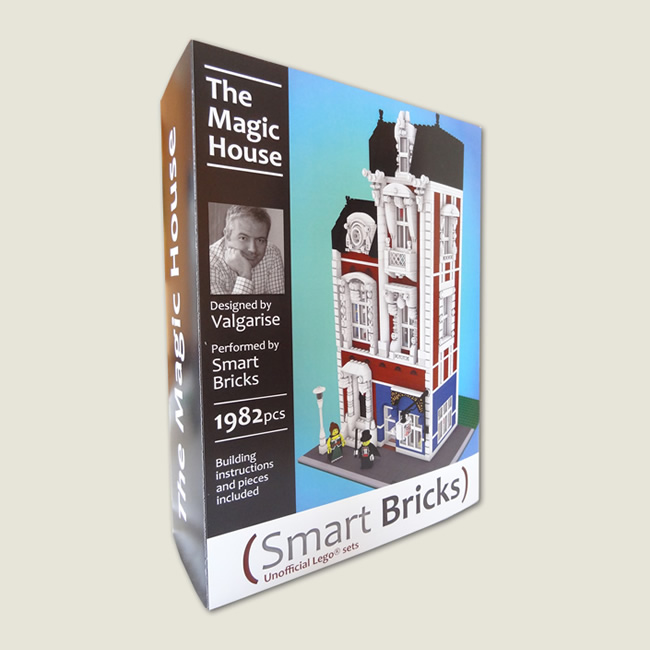 The Magic House
The
Magic
House
Designed by
Valgarise
Performed by
Smart
Bricks
1982pcs
Building
instructions
and pieces
included
(Smart Bricks)
Unofficial Lego® sets